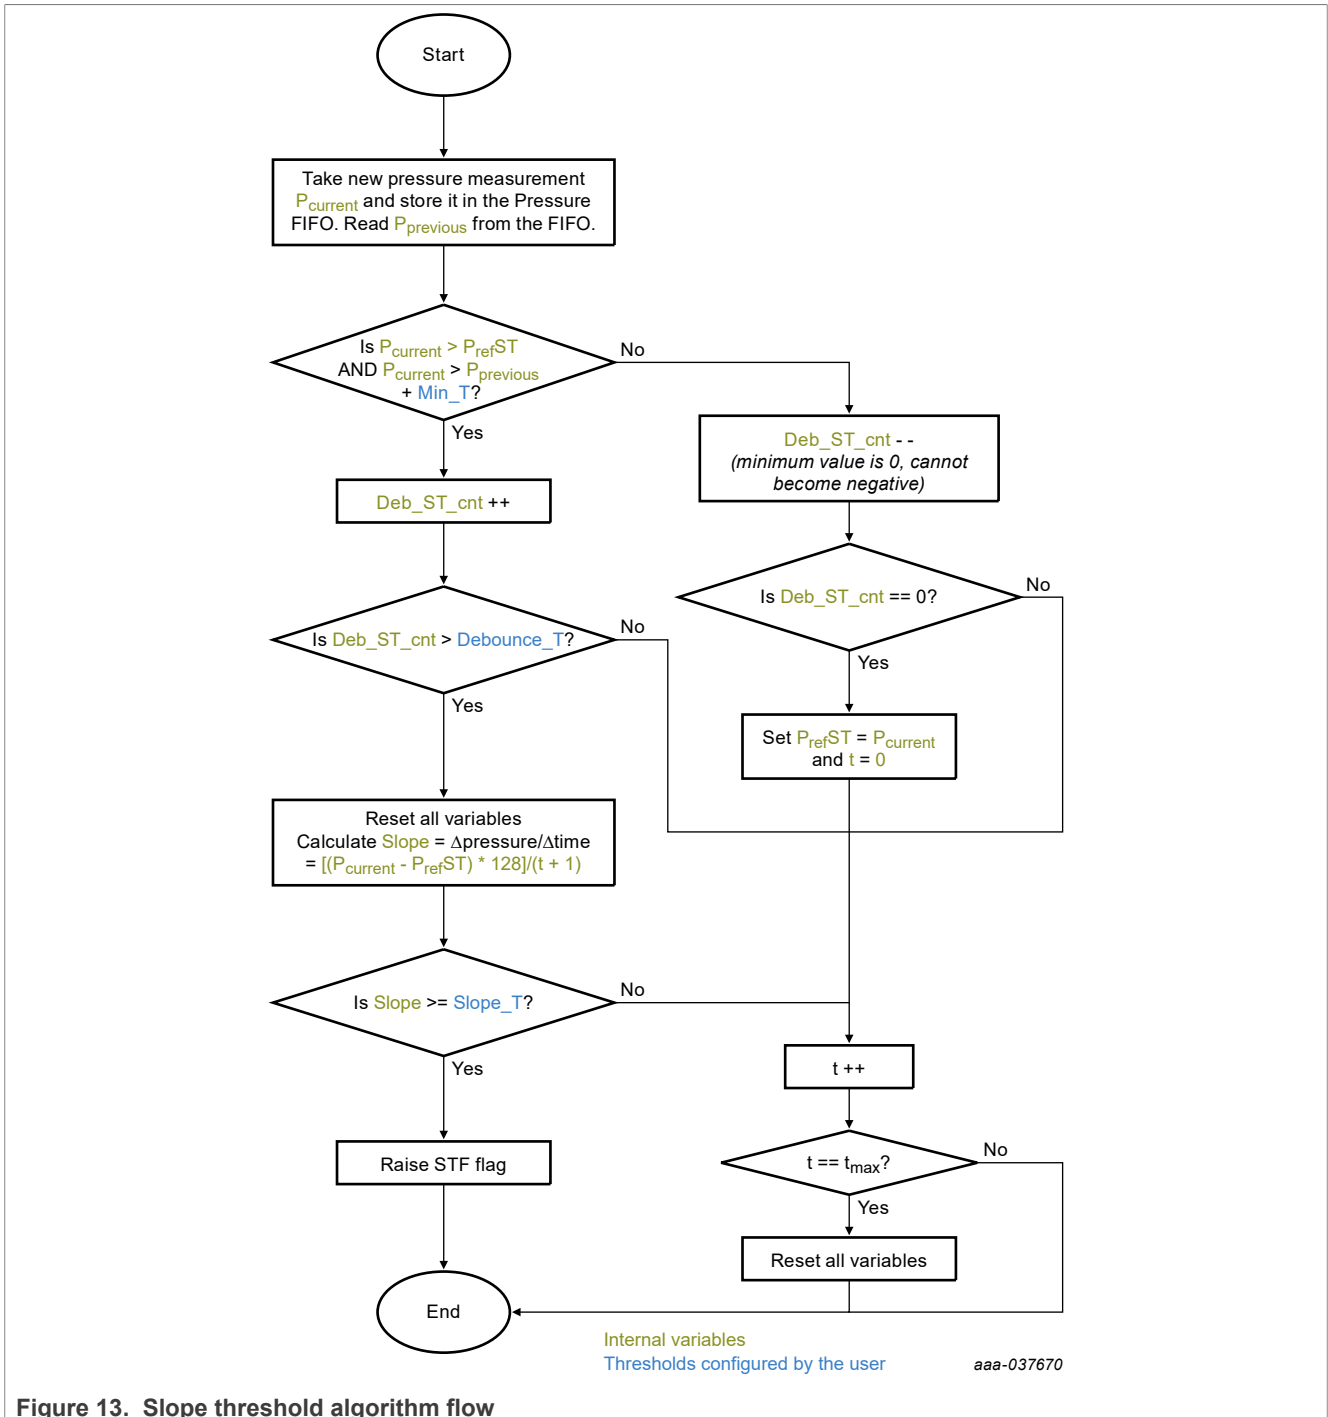 Start
Take new pressure measurement
Pcurrent and store it in the Pressure
FIFO. Read Pprevious from the FIFO.
Is Pcurrent > PrefST
AND Pcurrent > Pprevious
+ Min_T?
No
Yes
Deb_ST_cnt - -
(minimum value is 0, cannot
become negative)
Deb_ST_cnt ++
Is Deb_ST_cnt == 0?
No
Yes
Is Deb_ST_cnt > Debounce_T?
No
Yes
Set PrefST = Pcurrent
and t = 0
Reset all variables
Calculate Slope = Δpressure/Δtime
= [(Pcurrent - PrefST) * 128]/(t + 1)
Is Slope >= Slope_T?
No
Yes
t ++
t == tmax?
No
Yes
Raise STF flag
Reset all variables
End
Internal variables
Thresholds configured by the user
aaa-037670
Figure 13. Slope threshold algorithm flow